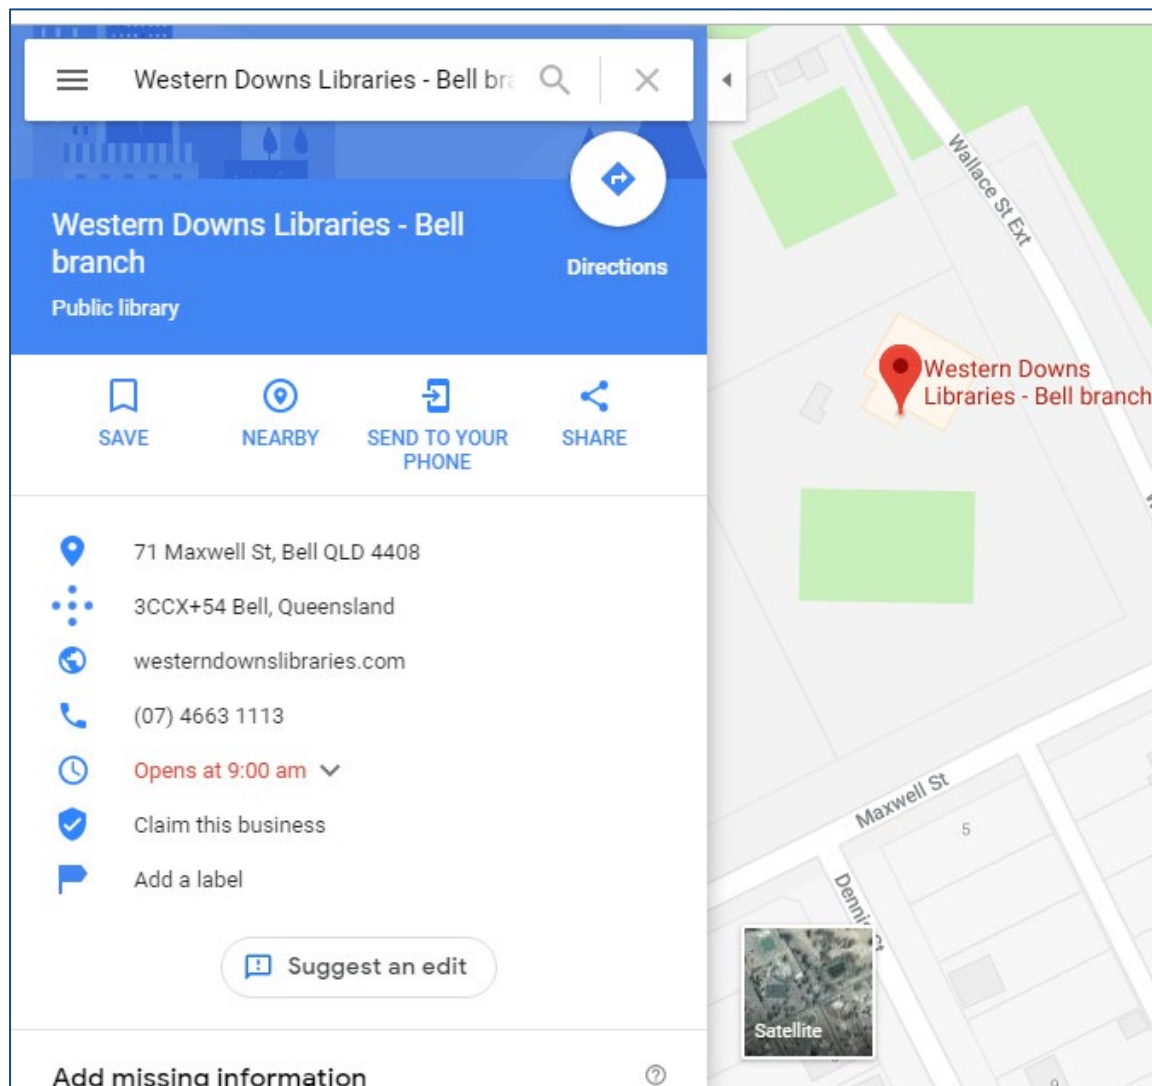 Western Downs Libraries - Bell bra
Western Downs Libraries - Bell
branch
Public library
Directions
SAVE
NEARBY
SEND TO YOUR
PHONE
SHARE
71 Maxwell St, Bell QLD 4408
3CCX+54 Bell, Queensland
westerndownslibraries.com
(07) 4663 1113
Opens at 9:00 am
Claim this business
Add a label
Suggest an edit
Add missing information
Wallace St Ext
Western Downs
Libraries - Bell branch
Maxwell St
5
Satellite